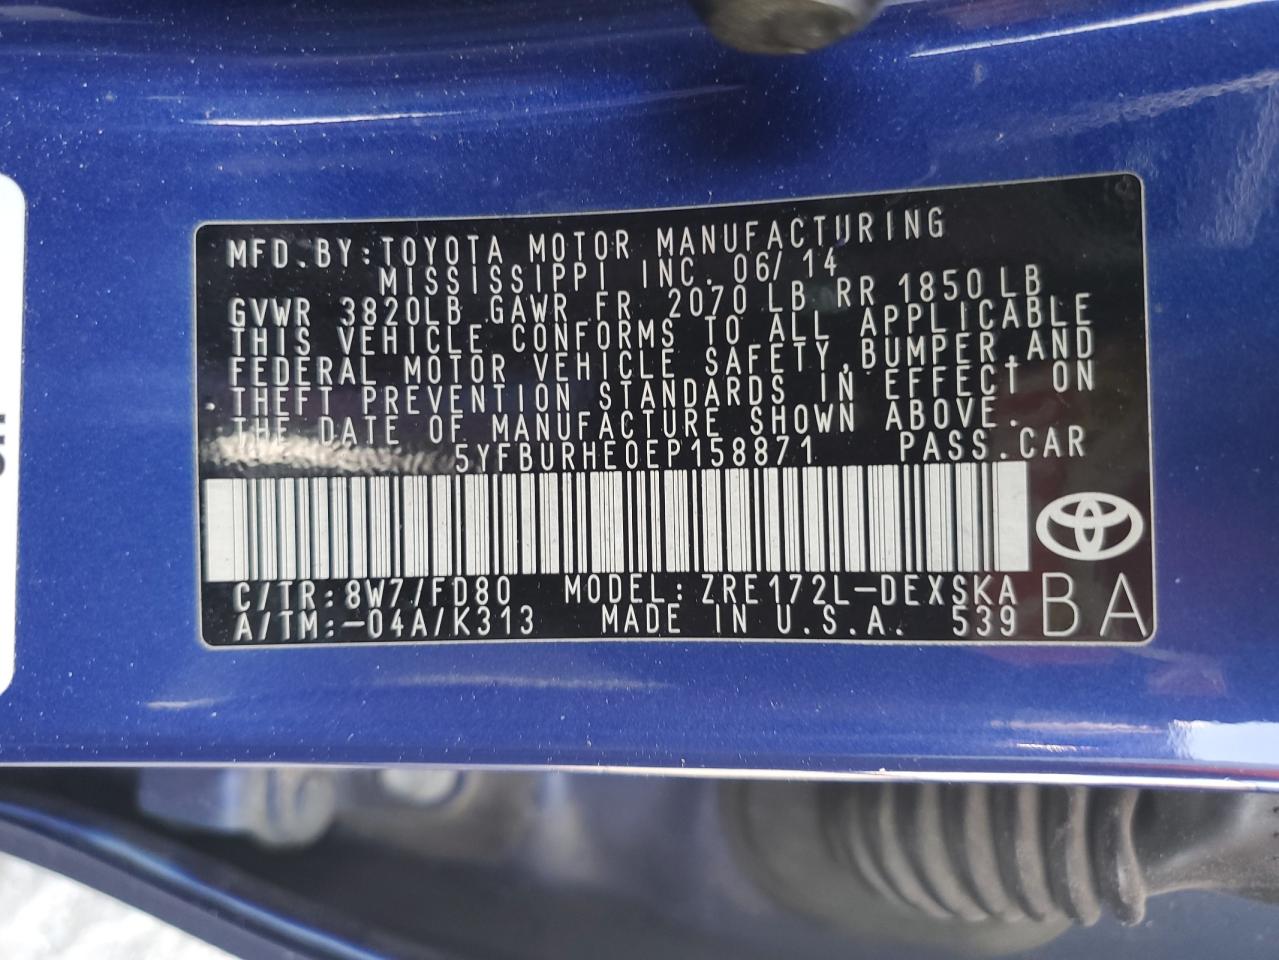 MFD.BY:TOYOTA MOTOR MANUFACTURING
MISSISSIPPI INC. 06/14
GVWR 3820LB GAWR FR 2070 LB RR 1850 LB
THIS VEHICLE CONFORMS TO ALL APPLICABLE
FEDERAL MOTOR VEHICLE SAFETY,BUMPER,AND
THEFT PREVENTION STANDARDS IN EFFECT ON
THE DATE OF MANUFACTURE SHOWN ABOVE.
5YFBURHE0EP158871 PASS.CAR
C/TR:8W7/FD80 MODEL:ZRE172L-DEXSKA
A/TM:-04A/K313 MADE IN U.S.A. 539
BA